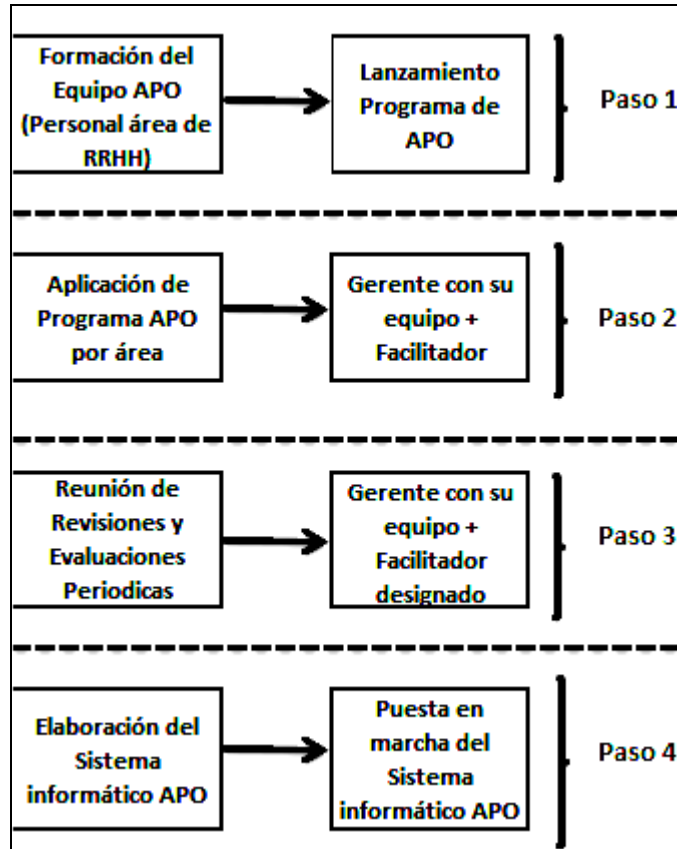 Formación del
Equipo APO
(Personal área de
RRHH)
Lanzamiento
Programa de
APO
Paso 1
Aplicación de
Programa APO
por área
Gerente con su
equipo +
Facilitador
Paso 2
Reunión de
Revisiones y
Evaluaciones
Periodicas
Gerente con su
equipo +
Facilitador
designado
Paso 3
Elaboración del
Sistema
informático APO
Puesta en
marcha del
Sistema
informático APO
Paso 4